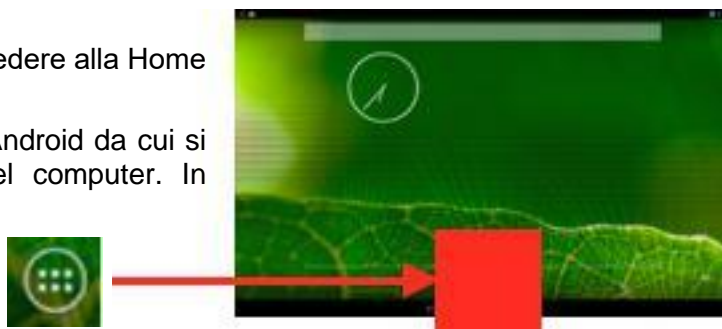 edere alla Home
Android da cui si
el computer. In